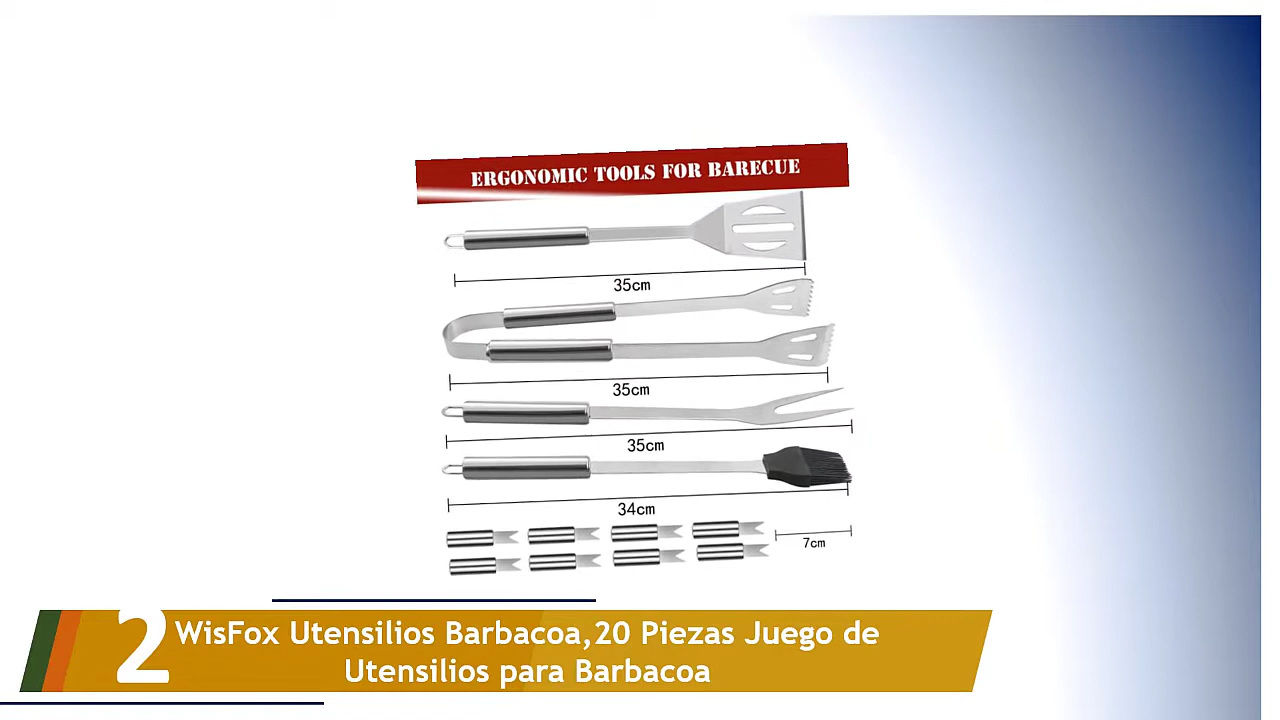 ERGONOMIC TOOLS FOR BARECUE
35cm
35cm
35cm
34cm
7cm
2
WisFox Utensilios Barbacoa,20 Piezas Juego de
Utensilios para Barbacoa